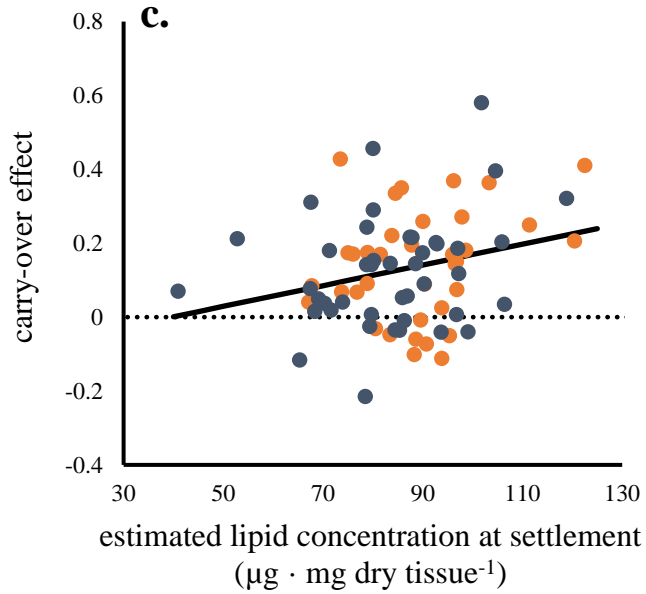 c.
0.8
0.6
0.4
0.2
0
-0.2
-0.4
carry-over effect
30 50 70 90 110 130
estimated lipid concentration at settlement
(µg · mg dry tissue⁻¹)